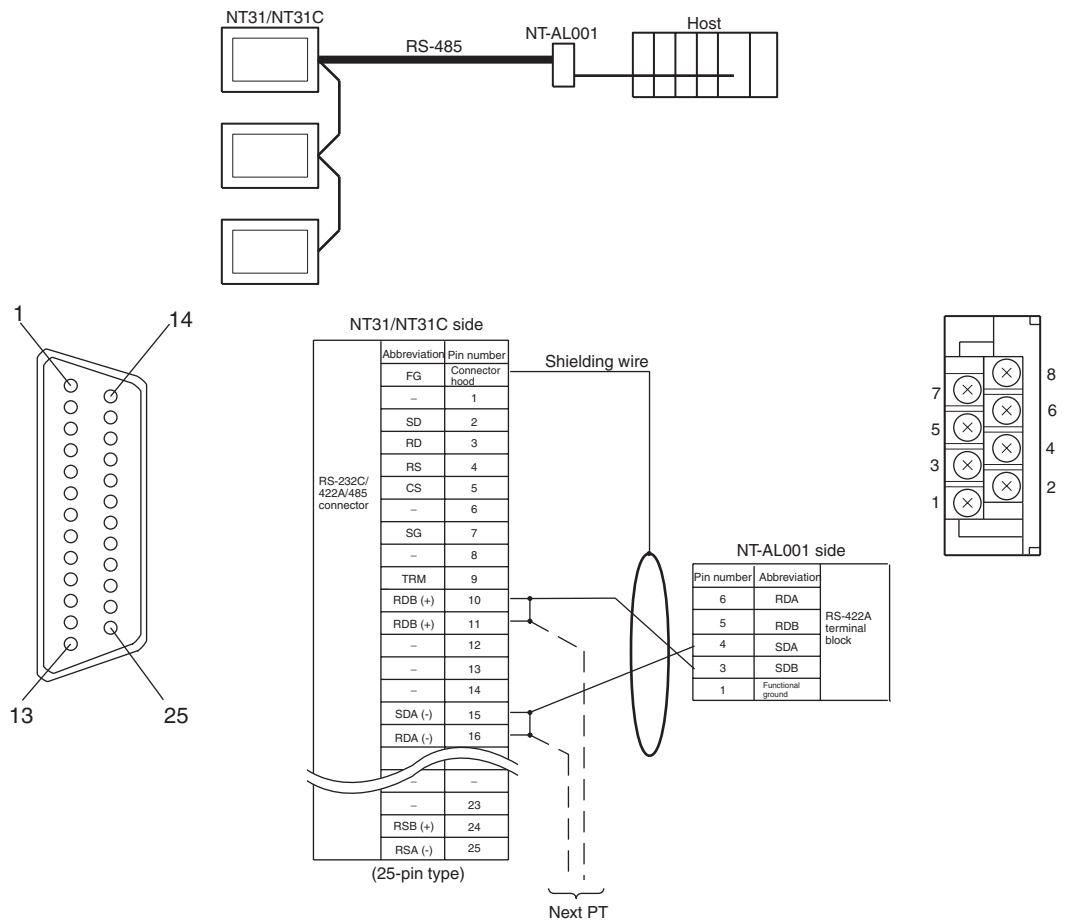 NT31/NT31C
RS-485
NT-AL001
Host
1
14
13
25
NT31/NT31C side
Abbreviation Pin number
FG Connector hood
– 1
SD 2
RD 3
RS 4
CS 5
– 6
SG 7
– 8
TRM 9
RDB (+) 10
RDB (+) 11
– 12
– 13
– 14
SDA (-) 15
RDA (-) 16
– –
– 23
RSB (+) 24
RSA (-) 25
RS-232C/
422A/485
connector
(25-pin type)
Shielding wire
Next PT
NT-AL001 side
Pin number Abbreviation
6 RDA
5 RDB
4 SDA
3 SDB
1 Functional ground
RS-422A
terminal
block
8
7
6
5
4
3
2
1